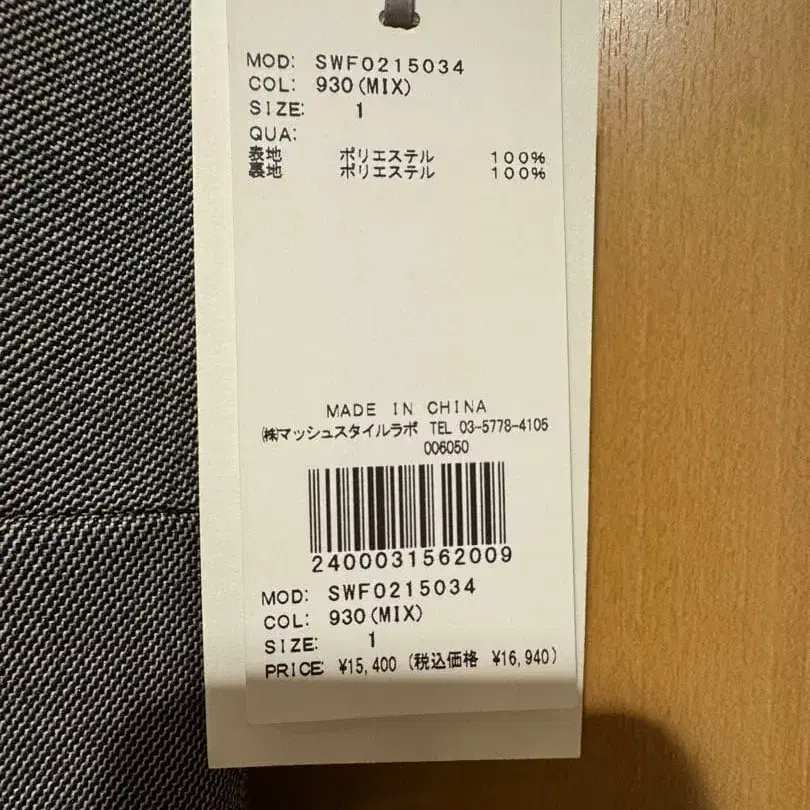 MOD: SWF0215034
COL: 930(MIX)
SIZE: 1
QUA:
表地 ポリエステル 100%
裏地 ポリエステル 100%
MADE IN CHINA
㈱マッシュスタイルラボ TEL 03-5778-4105
006050
2400031562009
MOD: SWF0215034
COL: 930(MIX)
SIZE: 1
PRICE: ¥15,400 (税込価格 ¥16,940)